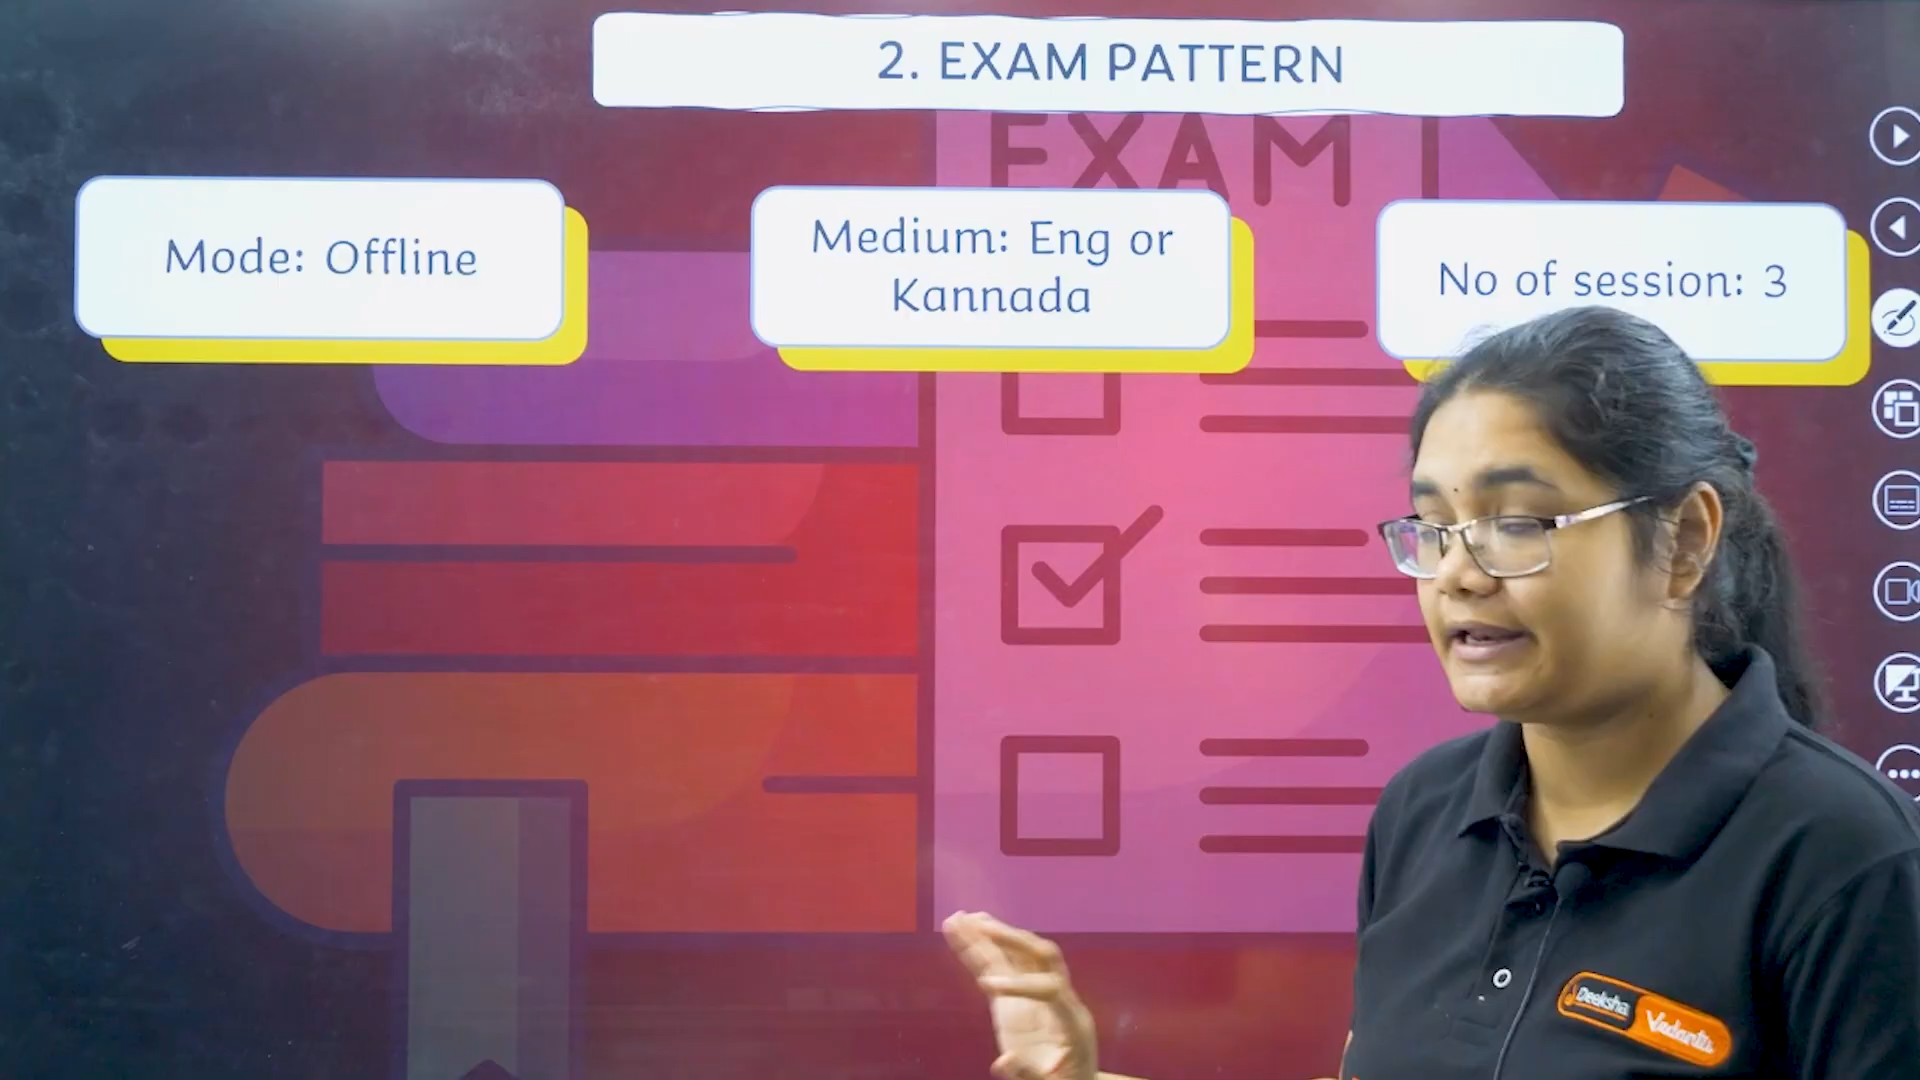 2. EXAM PATTERN
EXAM
Mode: Offline
Medium: Eng or
Kannada
No of session: 3
Deeksha
Vedantu